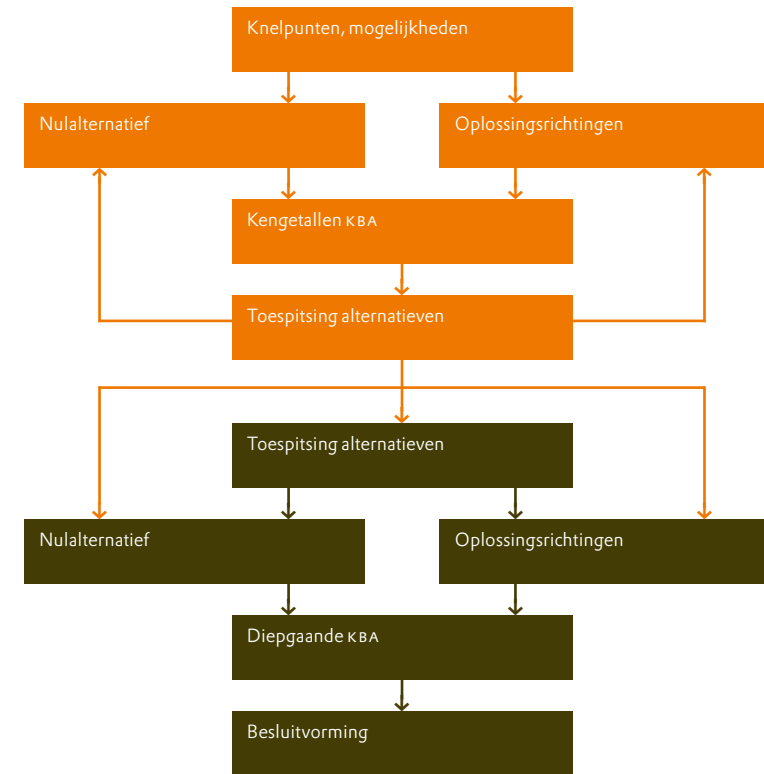 Knelpunten, mogelijkheden
Nulalternatief
Oplossingsrichtingen
Kengetallen KBA
Toespitsing alternatieven
Toespitsing alternatieven
Nulalternatief
Oplossingsrichtingen
Diepgaande KBA
Besluitvorming